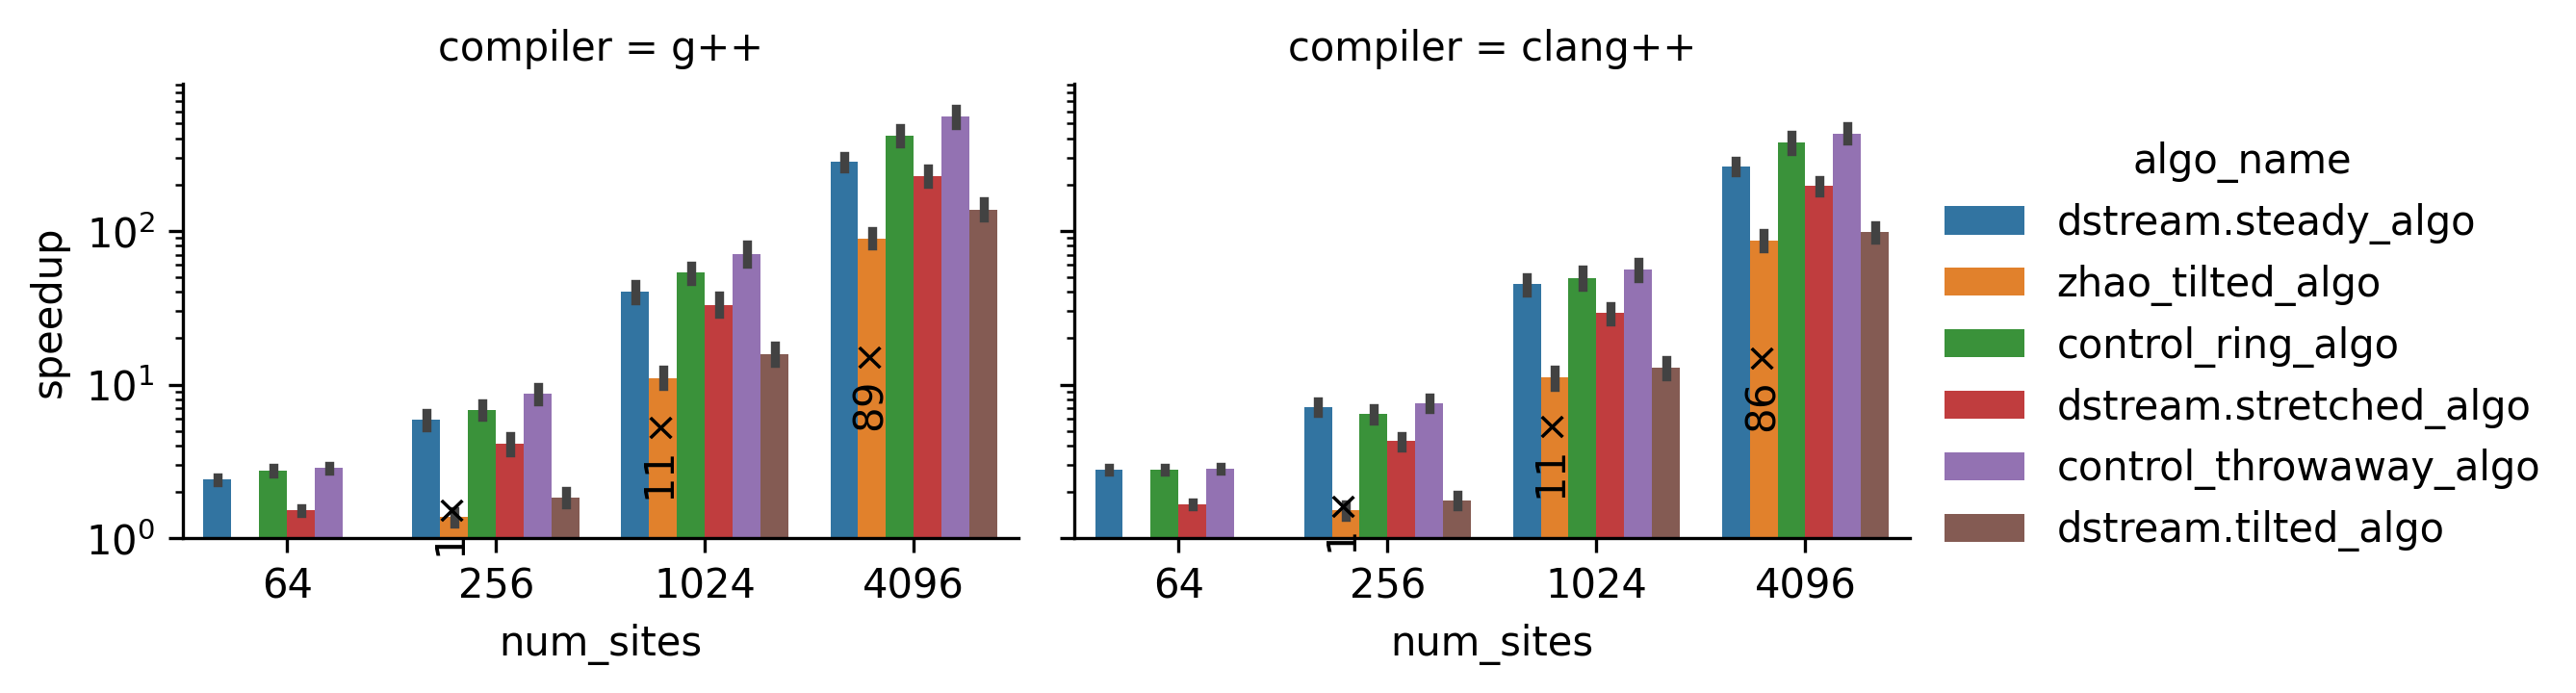 compiler = g++
compiler = clang++
speedup
10²
10¹
10⁰
1 ×
11 ×
89 ×
1 ×
11 ×
86 ×
64
256
1024
4096
64
256
1024
4096
num_sites
num_sites
algo_name
dstream.steady_algo
zhao_tilted_algo
control_ring_algo
dstream.stretched_algo
control_throwaway_algo
dstream.tilted_algo